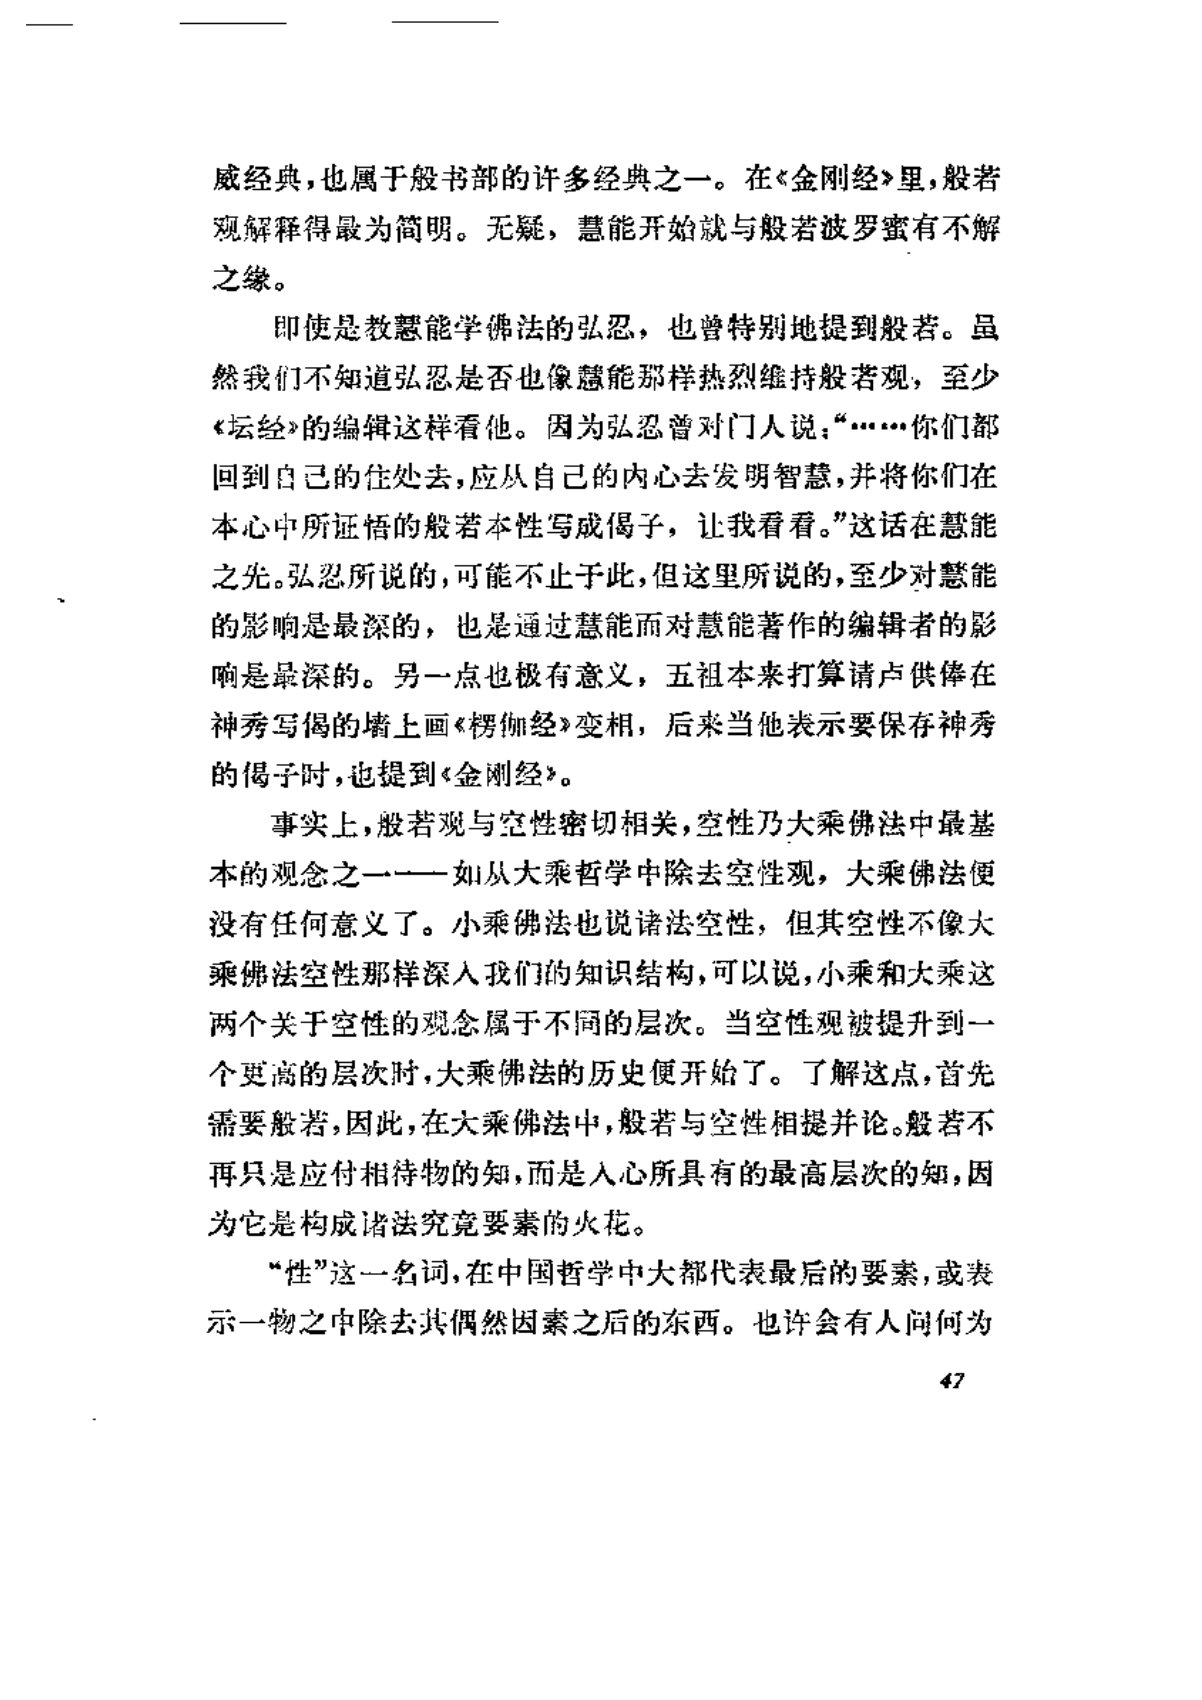 威经典，也属于般书部的许多经典之一。在《金刚经》里，般若
观解释得最为简明。无疑，慧能开始就与般若波罗蜜有不解
之缘。
即使是教慧能学佛法的弘忍，也曾特别地提到般若。虽
然我们不知道弘忍是否也像慧能那样热烈维持般若观，至少
《坛经》的编辑这样看他。因为弘忍曾对门人说：“……你们都
回到自己的住处去，应从自己的内心去发明智慧，并将你们在
本心中所证悟的般若本性写成偈子，让我看看。”这话在慧能
之先。弘忍所说的，可能不止于此，但这里所说的，至少对慧能
的影响是最深的，也是通过慧能而对慧能著作的编辑者的影
响是最深的。另一点也极有意义，五祖本来打算请卢供俸在
神秀写偈的墙上画《楞伽经》变相，后来当他表示要保存神秀
的偈子时，也提到《金刚经》。
事实上，般若观与空性密切相关，空性乃大乘佛法中最基
本的观念之一——如从大乘哲学中除去空性观，大乘佛法便
没有任何意义了。小乘佛法也说诸法空性，但其空性不像大
乘佛法空性那样深入我们的知识结构，可以说，小乘和大乘这
两个关于空性的观念属于不同的层次。当空性观被提升到一
个更高的层次时，大乘佛法的历史便开始了。了解这点，首先
需要般若，因此，在大乘佛法中，般若与空性相提并论。般若不
再只是应付相待物的知，而是人心所具有的最高层次的知，因
为它是构成诸法究竟要素的火花。
“性”这一名词，在中国哲学中大都代表最后的要素，或表
示一物之中除去其偶然因素之后的东西。也许会有人问何为
47